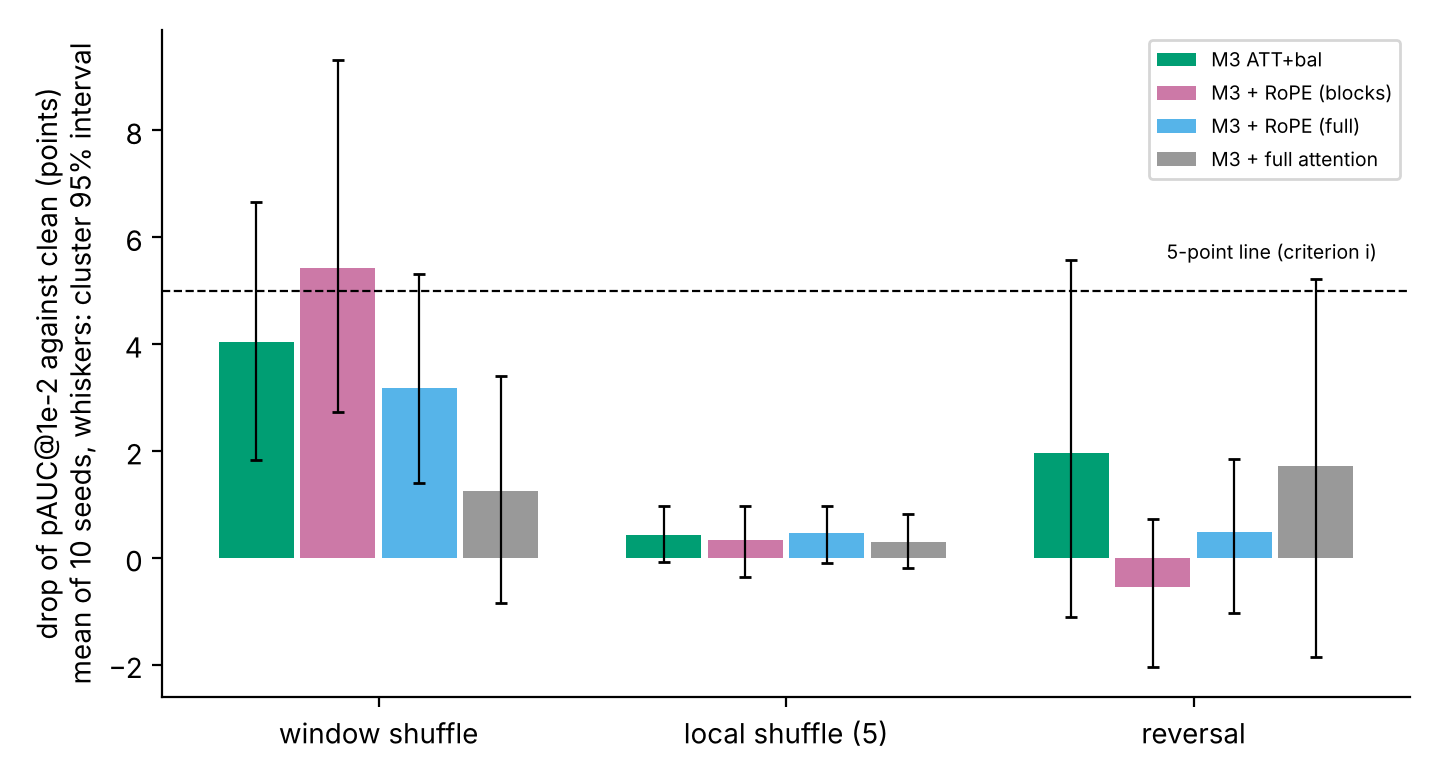 drop of pAUC@1e-2 against clean (points)
mean of 10 seeds, whiskers: cluster 95% interval
8
6
4
2
0
−2
M3 ATT+bal
M3 + RoPE (blocks)
M3 + RoPE (full)
M3 + full attention
5-point line (criterion i)
window shuffle
local shuffle (5)
reversal